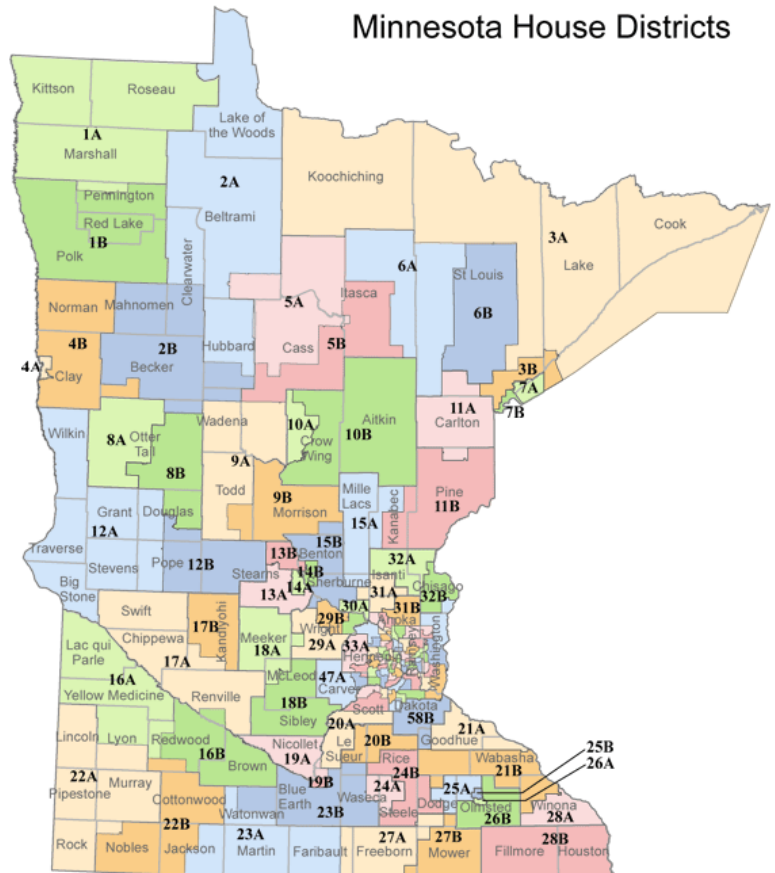 Minnesota House Districts
Kittson
Roseau
Lake of
the Woods
1A
Marshall
Koochiching
2A
Pennington
Beltrami
Red Lake
Cook
1B
3A
Polk
Clearwater
6A
Lake
St Louis
Itasca
Norman
Mahnomen
5A
6B
4B
2B
Hubbard
Cass
5B
4A
Becker
3B
Clay
7A
7B
11A
Wadena
10A
Aitkin
Carlton
Wilkin
8A
Otter
Tail
Crow
Wing
10B
9A
8B
Todd
9B
Mille
Lacs
Pine
11B
Grant
Douglas
Morrison
Kanabec
12A
15A
15B
Traverse
13B
Benton
32A
Pope
12B
Stevens
Stearns
14B
Isanti
Big
Stone
14A
Sherburne
Chisago
13A
31A
32B
Swift
30A
31B
17B
Kandiyohi
29B
Anoka
Chippewa
Meeker
Wright
Ramsey
Washington
Lac qui
Parle
18A
29A
33A
17A
Hennepin
16A
McLeod
47A
Yellow Medicine
Renville
Carver
18B
Scott
Dakota
Sibley
20A
58B
21A
Lincoln
Lyon
Redwood
Nicollet
Le
Sueur
20B
Goodhue
16B
19A
Rice
Wabasha
25B
Brown
24B
21B
26A
22A
Murray
19B
Pipestone
Cottonwood
Blue
Earth
Waseca
24A
25A
Watonwan
23B
Steele
Dodge
Olmsted
Winona
26B
28A
22B
23A
27A
27B
28B
Rock
Nobles
Jackson
Martin
Faribault
Freeborn
Mower
Fillmore
Houston